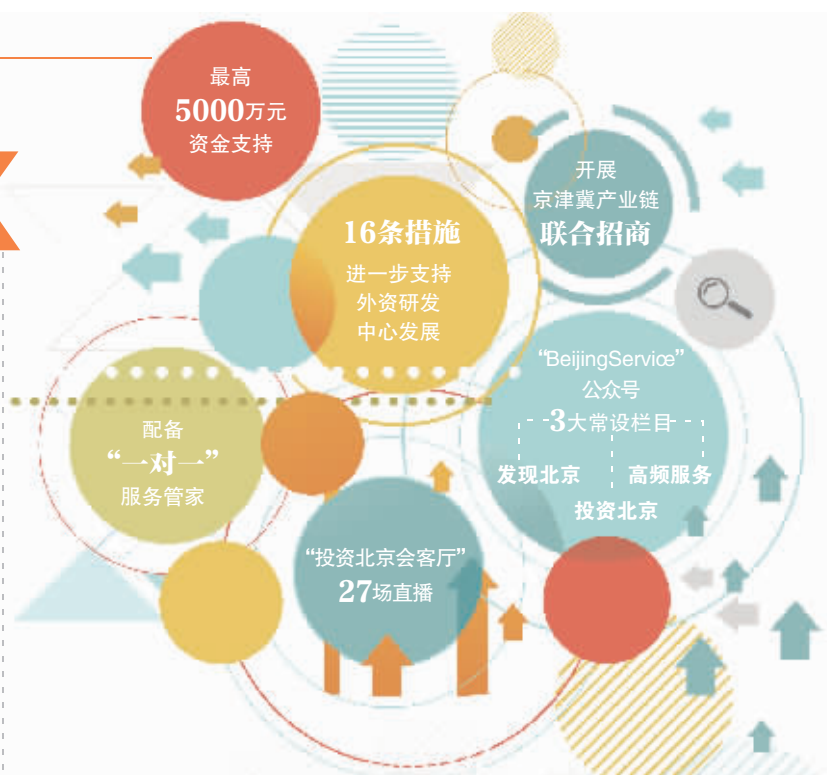 最高
5000万元
资金支持
开展
京津冀产业链
联合招商
16条措施
进一步支持
外资研发
中心发展
“BeijingService”
公众号
3大常设栏目
发现北京 高频服务
投资北京
配备
“一对一”
服务管家
“投资北京会客厅”
27场直播